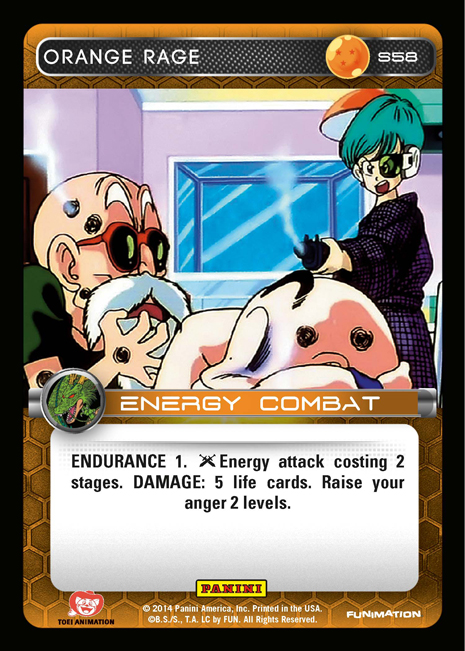 ORANGE RAGE S58
ENERGY COMBAT
ENDURANCE 1. Energy attack costing 2
stages. DAMAGE: 5 life cards. Raise your
anger 2 levels.
PANINI
© 2014 Panini America, Inc. Printed in the USA.
©B.S./S., T.A. LC by FUN. All Rights Reserved.
TOEI ANIMATION
FUNIMATION